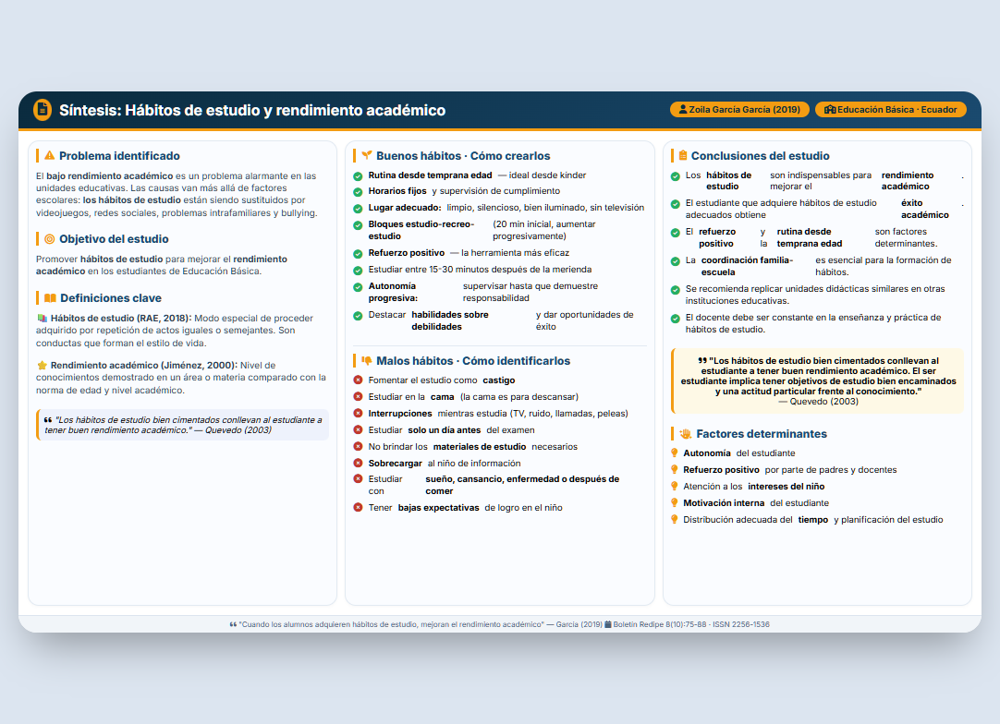 Síntesis: Hábitos de estudio y rendimiento académico
Zoila García García (2019)
Educación Básica · Ecuador
Problema identificado
El bajo rendimiento académico es un problema alarmante en las
unidades educativas. Las causas van más allá de factores
escolares: los hábitos de estudio están siendo sustituidos por
videojuegos, redes sociales, problemas intrafamiliares y bullying.
Objetivo del estudio
Promover hábitos de estudio para mejorar el rendimiento
académico en los estudiantes de Educación Básica.
Definiciones clave
Hábitos de estudio (RAE, 2018): Modo especial de proceder
adquirido por repetición de actos iguales o semejantes. Son
conductas que forman el estilo de vida.
Rendimiento académico (Jiménez, 2000): Nivel de
conocimientos demostrado en un área o materia comparado con la
norma de edad y nivel académico.
"Los hábitos de estudio bien cimentados conllevan al estudiante a
tener buen rendimiento académico." — Quevedo (2003)
Buenos hábitos · Cómo crearlos
Rutina desde temprana edad — ideal desde kínder
Horarios fijos y supervisión de cumplimiento
Lugar adecuado: limpio, silencioso, bien iluminado, sin televisión
Bloques estudio-recreo-estudio (20 min inicial, aumentar progresivamente)
Refuerzo positivo — la herramienta más eficaz
Estudiar entre 15-30 minutos después de la merienda
Autonomía progresiva: supervisar hasta que demuestre responsabilidad
Destacar habilidades sobre debilidades y dar oportunidades de éxito
Malos hábitos · Cómo identificarlos
Fomentar el estudio como castigo
Estudiar en la cama (la cama es para descansar)
Interrupciones mientras estudia (TV, ruido, llamadas, peleas)
Estudiar solo un día antes del examen
No brindar los materiales de estudio necesarios
Sobrecargar al niño de información
Estudiar con sueño, cansancio, enfermedad o después de comer
Tener bajas expectativas de logro en el niño
Conclusiones del estudio
Los hábitos de estudio son indispensables para mejorar el rendimiento académico .
El estudiante que adquiere hábitos de estudio adecuados obtiene éxito académico .
El refuerzo positivo y la rutina desde temprana edad son factores determinantes.
La coordinación familia-escuela es esencial para la formación de hábitos.
Se recomienda replicar unidades didácticas similares en otras
instituciones educativas.
El docente debe ser constante en la enseñanza y práctica de
hábitos de estudio.
"Los hábitos de estudio bien cimentados conllevan al
estudiante a tener buen rendimiento académico. El ser
estudiante implica tener objetivos de estudio bien encaminados
y una actitud particular frente al conocimiento."
— Quevedo (2003)
Factores determinantes
Autonomía del estudiante
Refuerzo positivo por parte de padres y docentes
Atención a los intereses del niño
Motivación interna del estudiante
Distribución adecuada del tiempo y planificación del estudio
"Cuando los alumnos adquieren hábitos de estudio, mejoran el rendimiento académico" — García (2019) Boletín Redipe 8(10):75-88 · ISSN 2256-1536